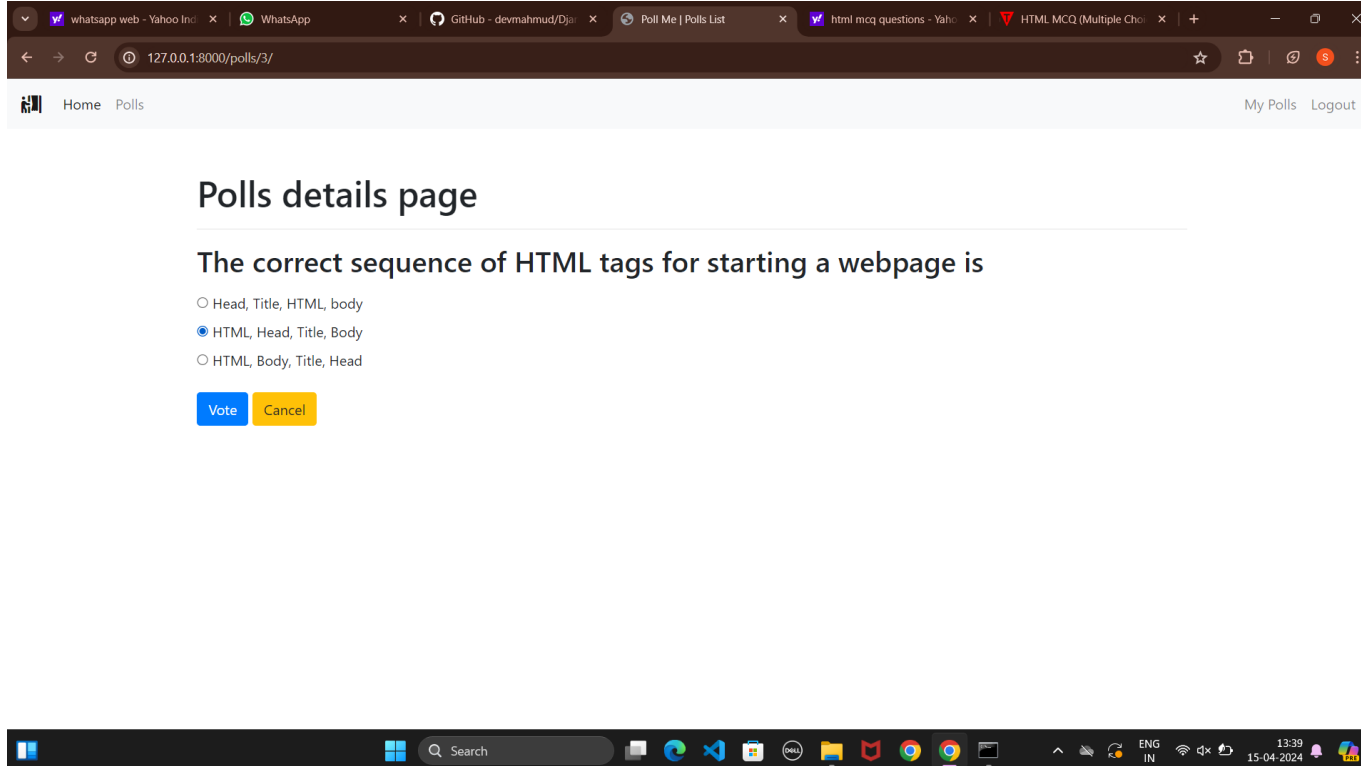 whatsapp web - Yahoo Ind
WhatsApp
GitHub - devmahmud/Djan
Poll Me | Polls List
html mcq questions - Yaho
HTML MCQ (Multiple Choi
127.0.0.1:8000/polls/3/
S
Home Polls My Polls Logout
Polls details page
The correct sequence of HTML tags for starting a webpage is
Head, Title, HTML, body
HTML, Head, Title, Body
HTML, Body, Title, Head
Vote Cancel
Search
DELL
ENG
IN
13:39
15-04-2024
PRE